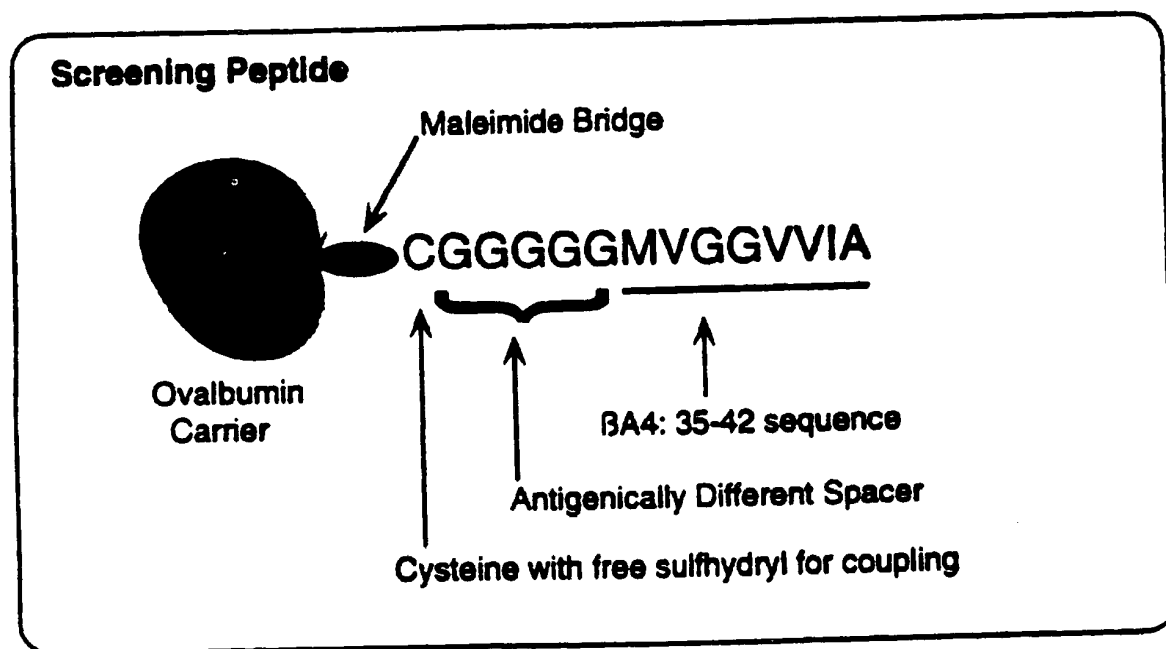 Screening Peptide
Maleimide Bridge
CGGGGGMVGGVVIA
Ovalbumin
Carrier
βA4: 35-42 sequence
Antigenically Different Spacer
Cysteine with free sulfhydryl for coupling